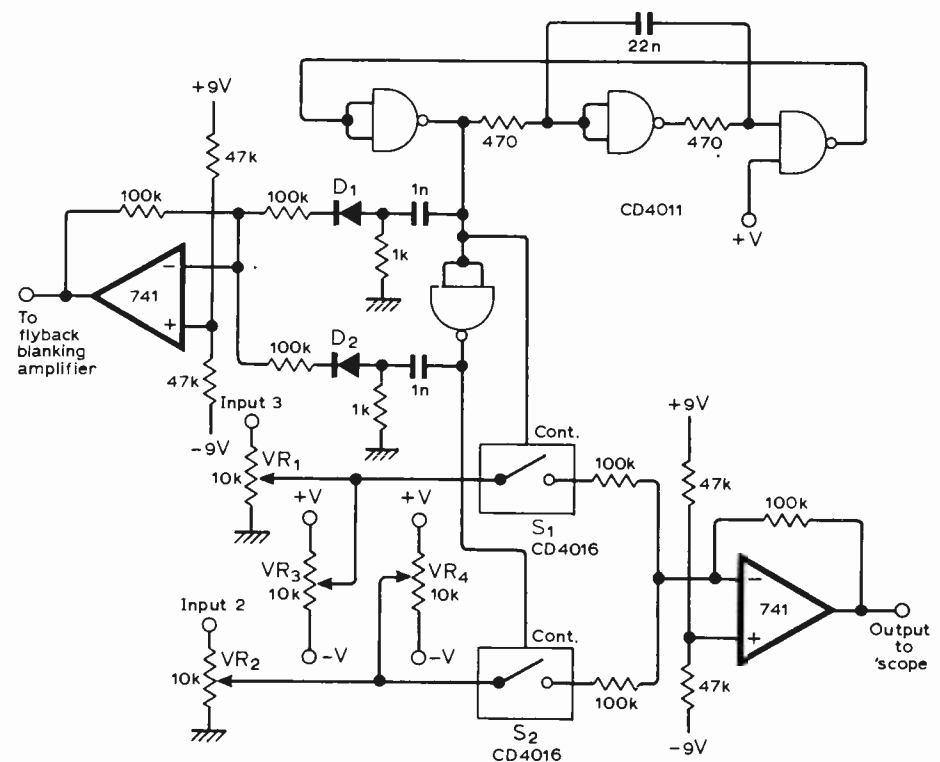 22n
+9V
470
470
47k
CD4011
+V
100k
100k
D1
1n
1k
741
−
+
To
flyback
blanking
amplifier
100k
D2
1n
47k
1k
-9V
Input 3
VR1
10k
Cont.
100k
S1
CD4016
+9V
47k
100k
+V
+V
VR3
10k
VR4
10k
-V
-V
741
−
+
Output
to
'scope
Input 2
VR2
10k
Cont.
100k
S2
CD4016
47k
-9V